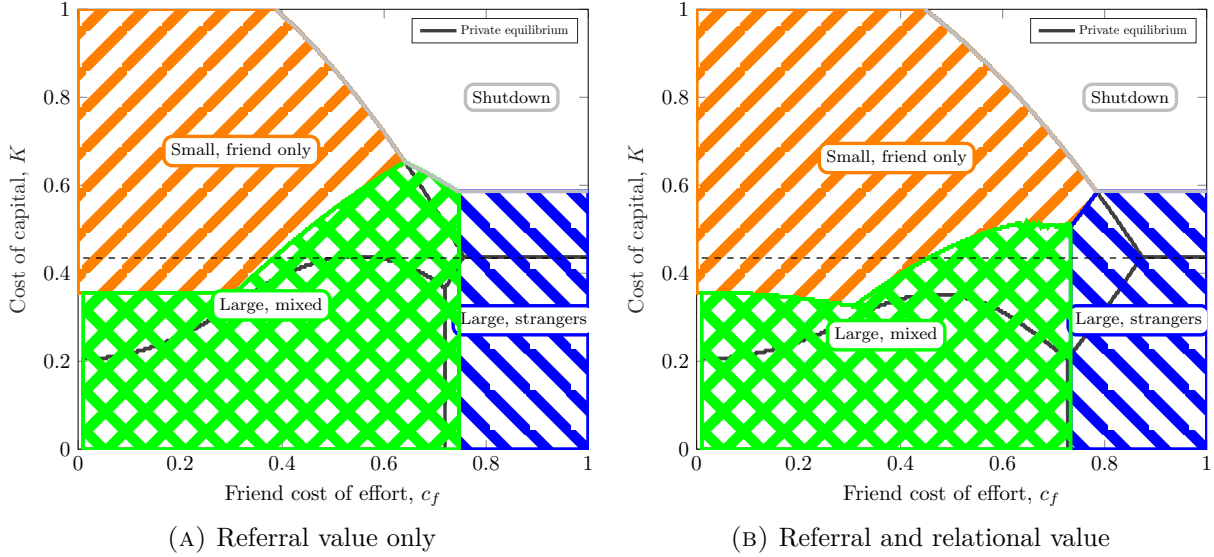 1
0.8
0.6
0.4
0.2
0
Cost of capital, K
Private equilibrium
Shutdown
Small, friend only
Large, mixed
Large, strangers
0 0.2 0.4 0.6 0.8 1
Friend cost of effort, c_f
(A) Referral value only
1
0.8
0.6
0.4
0.2
0
Cost of capital, K
Private equilibrium
Shutdown
Small, friend only
Large, strangers
Large, mixed
0 0.2 0.4 0.6 0.8 1
Friend cost of effort, c_f
(B) Referral and relational value